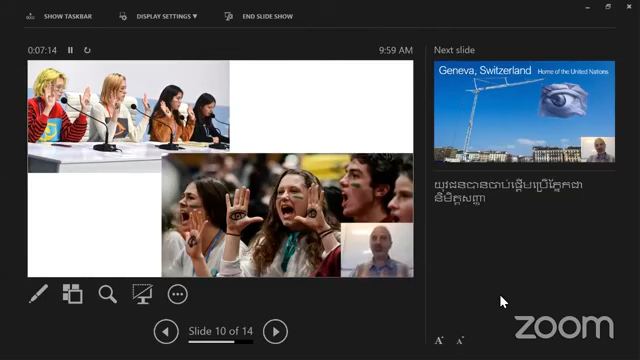 SHOW TASKBAR
DISPLAY SETTINGS ▼
END SLIDE SHOW
0:07:14
9:59 AM
Next slide
Geneva, Switzerland Home of the United Nations
យុវជនបានចាប់ផ្តើមប្រើភ្នែកជា
និមិត្តសញ្ញា
Slide 10 of 14
A A
zoom